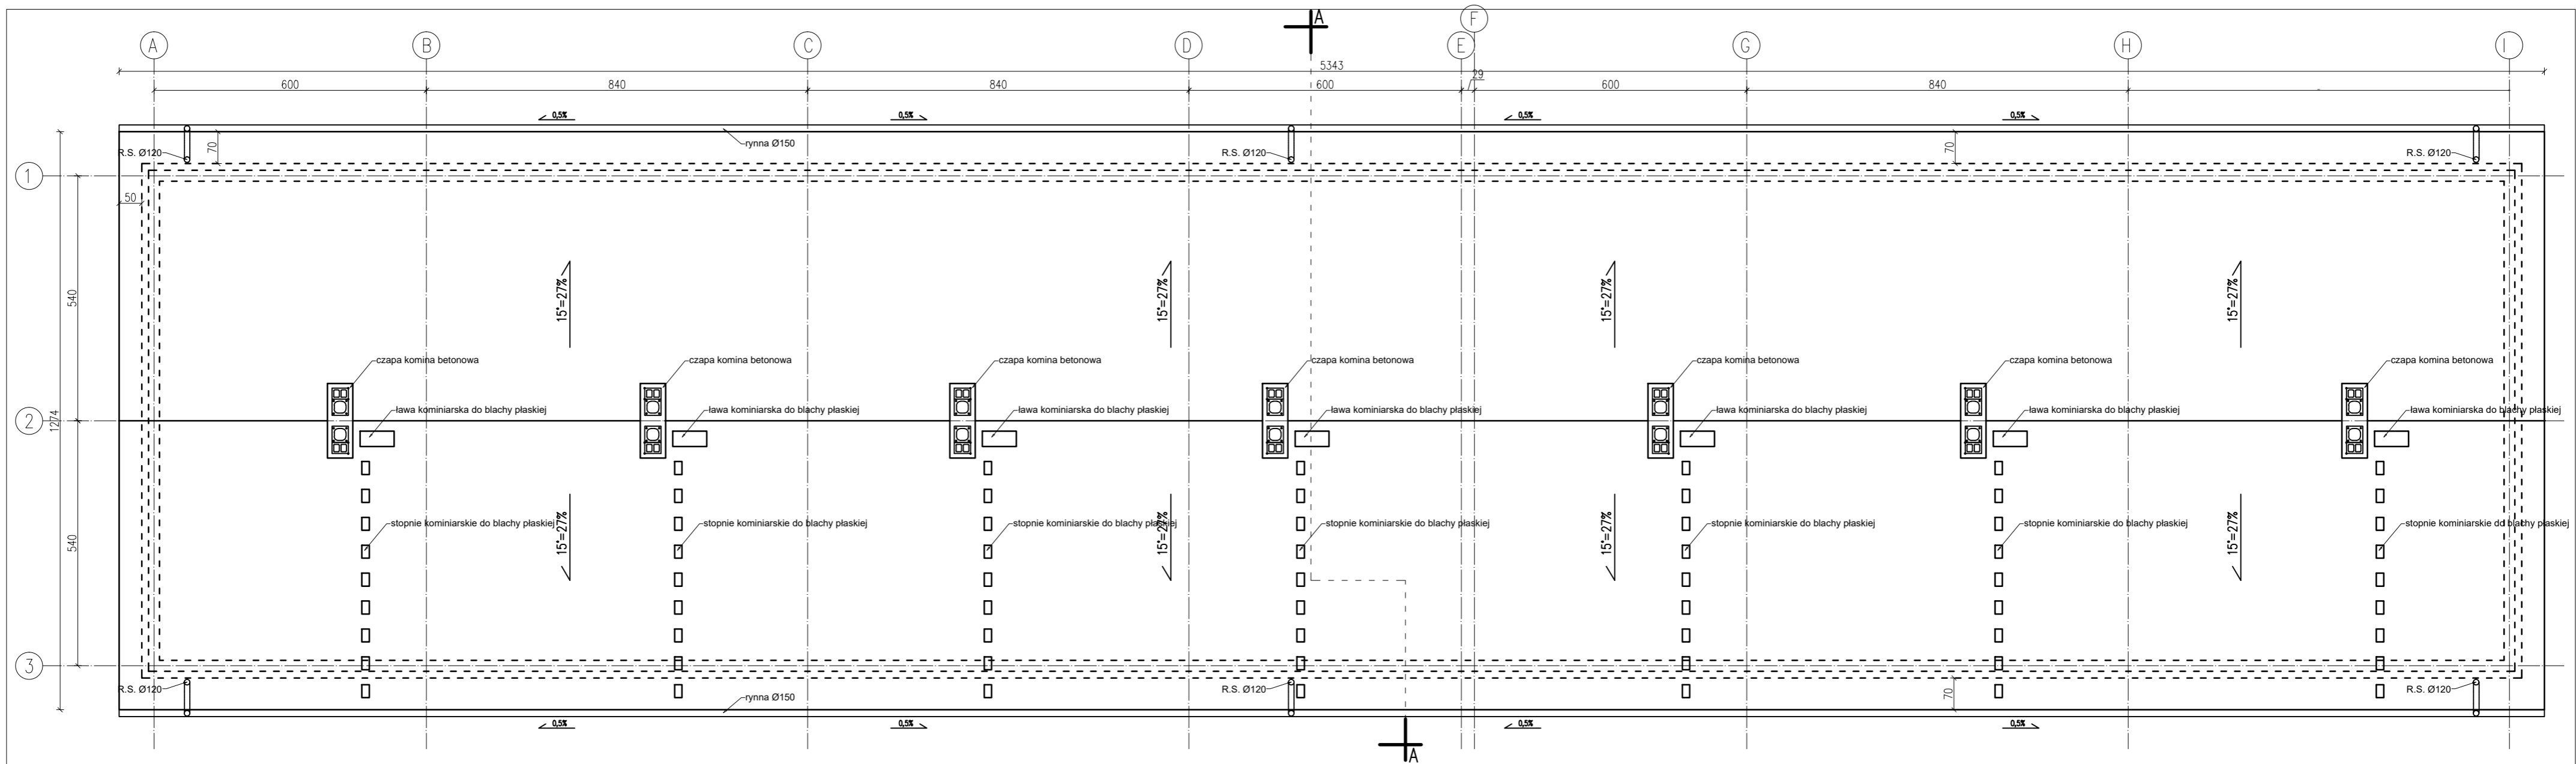 A
F
A
B
C
D
E
G
H
I
5343
600
840
840
600
29
600
840
0,5%
0,5%
0,5%
0,5%
rynna Ø150
70
70
R.S. Ø120
R.S. Ø120
R.S. Ø120
1
50
540
15°=27%
15°=27%
15°=27%
15°=27%
czapa komina betonowa
czapa komina betonowa
czapa komina betonowa
czapa komina betonowa
czapa komina betonowa
czapa komina betonowa
czapa komina betonowa
ława kominiarska do blachy płaskiej
ława kominiarska do blachy płaskiej
ława kominiarska do blachy płaskiej
ława kominiarska do blachy płaskiej
ława kominiarska do blachy płaskiej
ława kominiarska do blachy płaskiej
ława kominiarska do blachy płaskiej
2
1274
stopnie kominiarskie do blachy płaskiej
stopnie kominiarskie do blachy płaskiej
stopnie kominiarskie do blachy płaskiej
stopnie kominiarskie do blachy płaskiej
stopnie kominiarskie do blachy płaskiej
stopnie kominiarskie do blachy płaskiej
stopnie kominiarskie do blachy płaskiej
15°=27%
15°=27%
15°=27%
15°=27%
540
3
R.S. Ø120
R.S. Ø120
R.S. Ø120
70
rynna Ø150
0,5%
0,5%
0,5%
0,5%
A